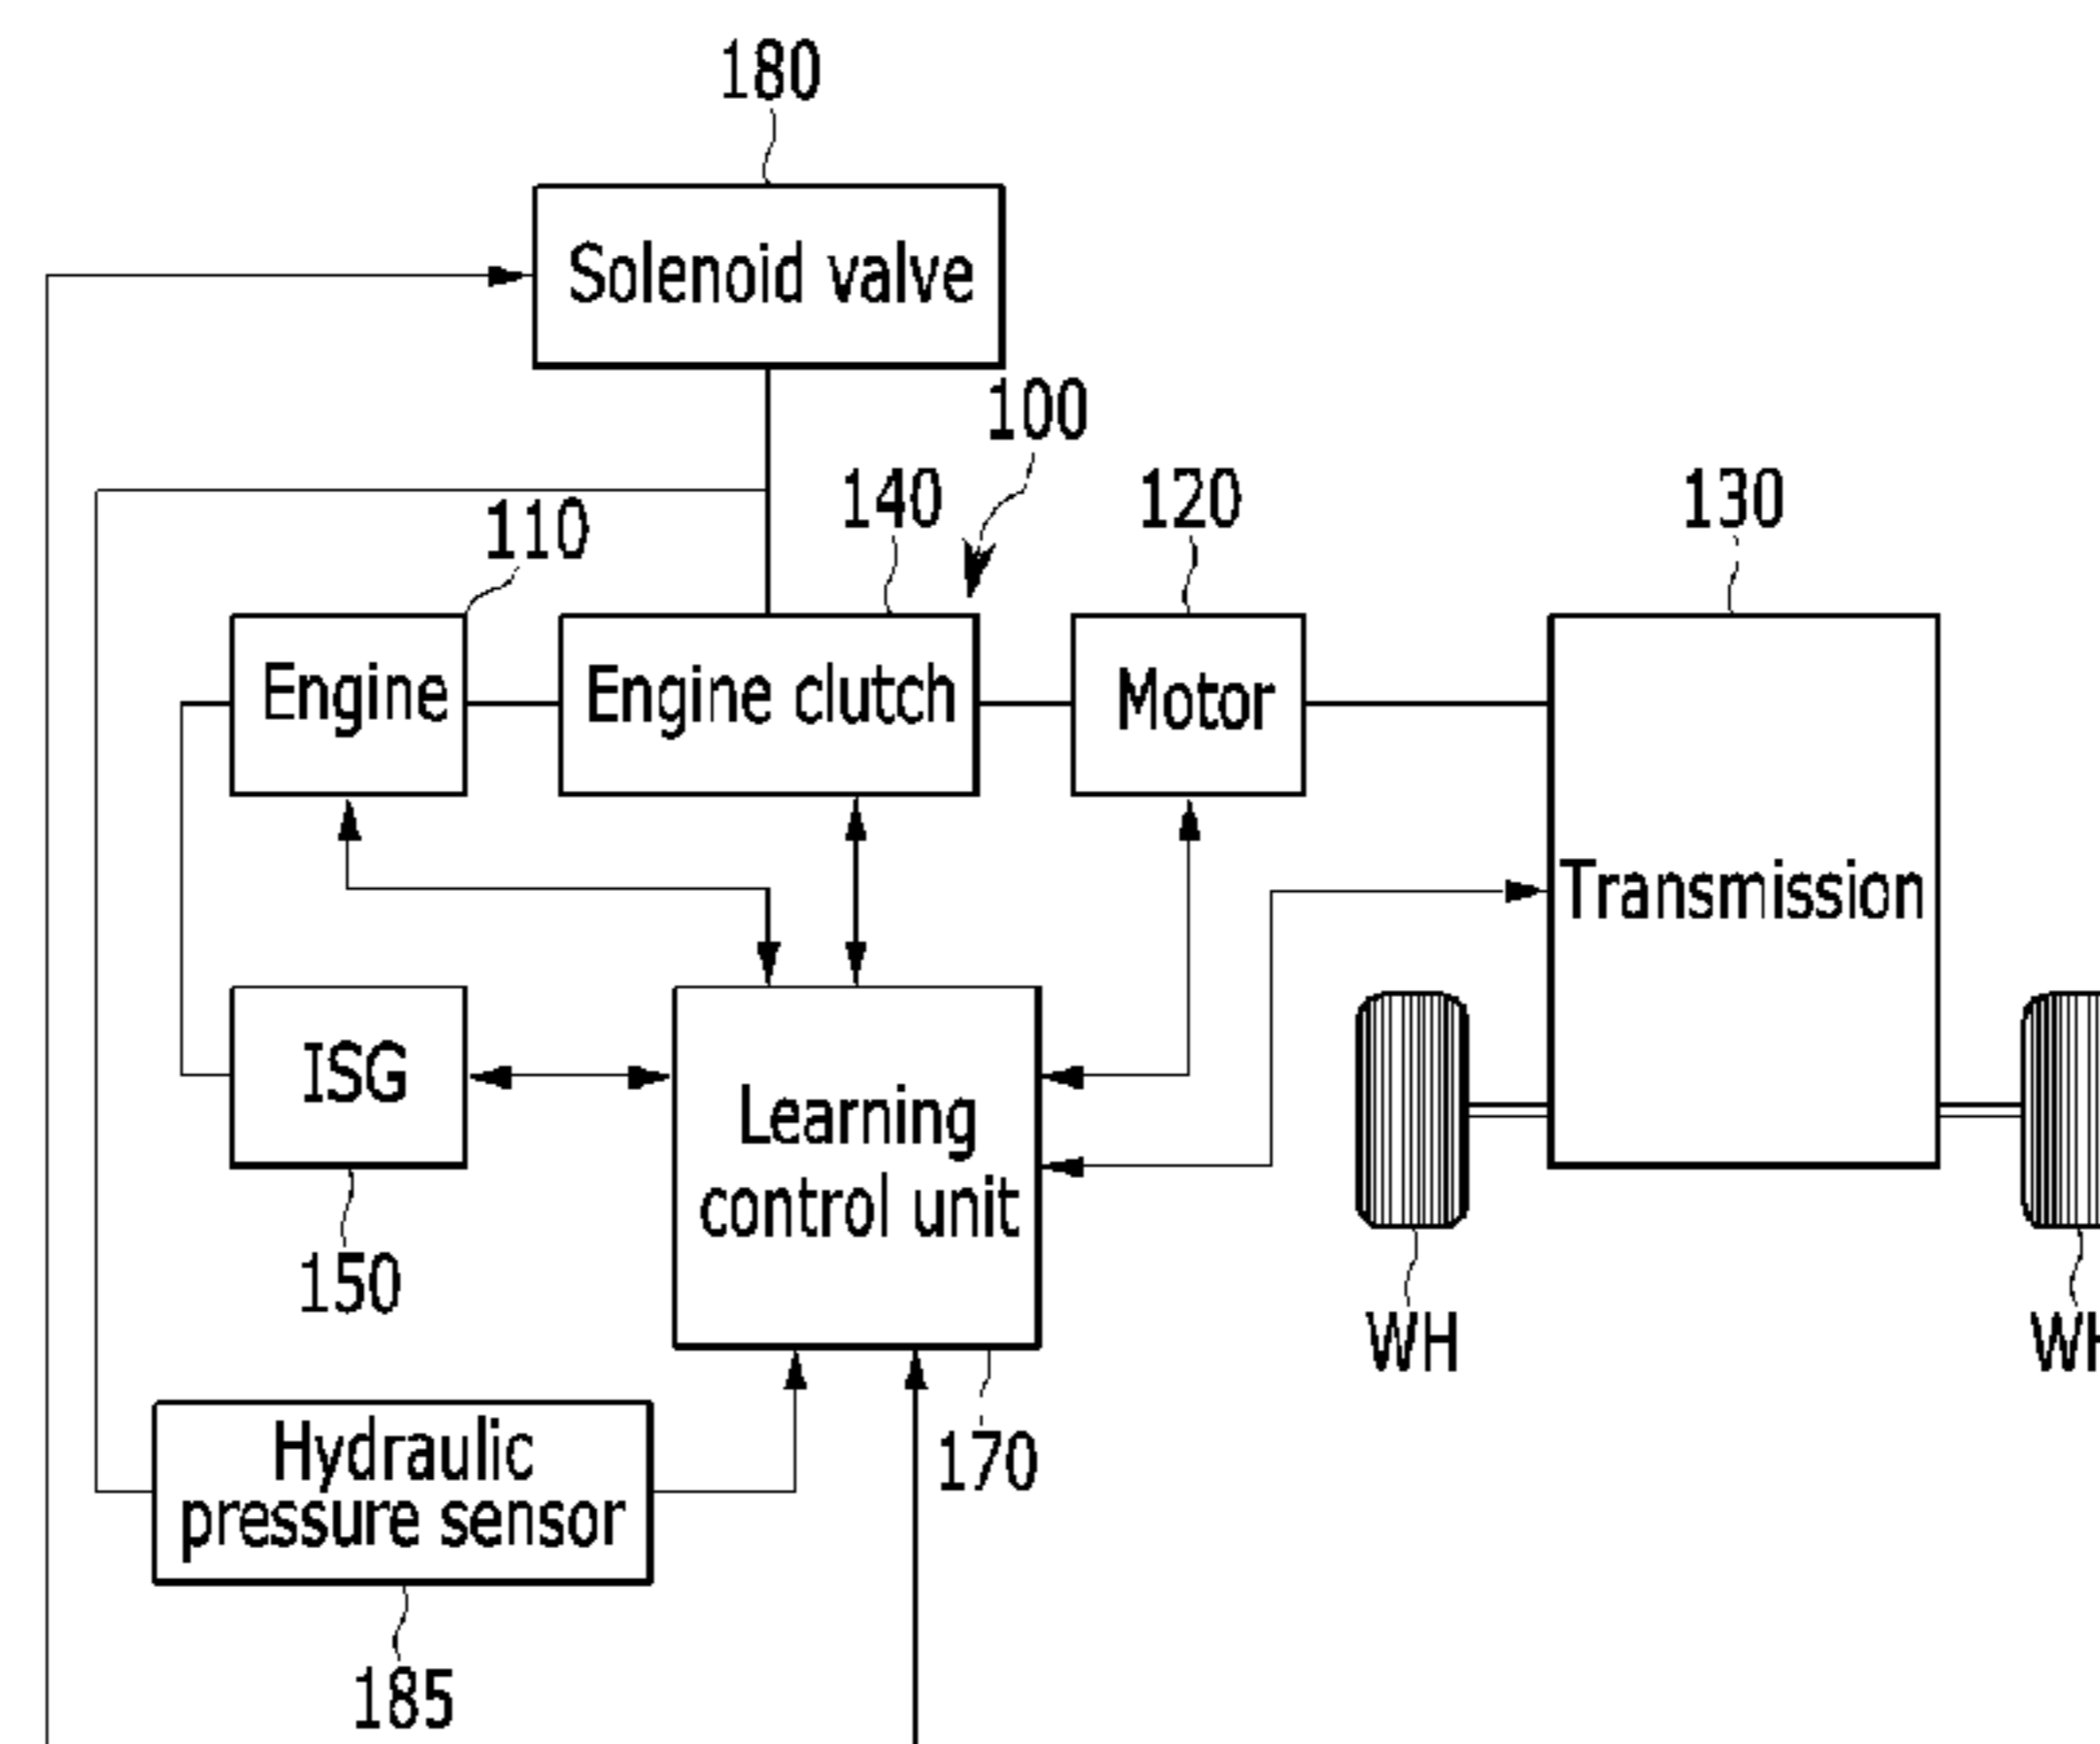 180
Solenoid valve
100
110
140
120
130
Engine
Engine clutch
Motor
Transmission
ISG
Learning
control unit
150
WH
WH
Hydraulic
pressure sensor
170
185